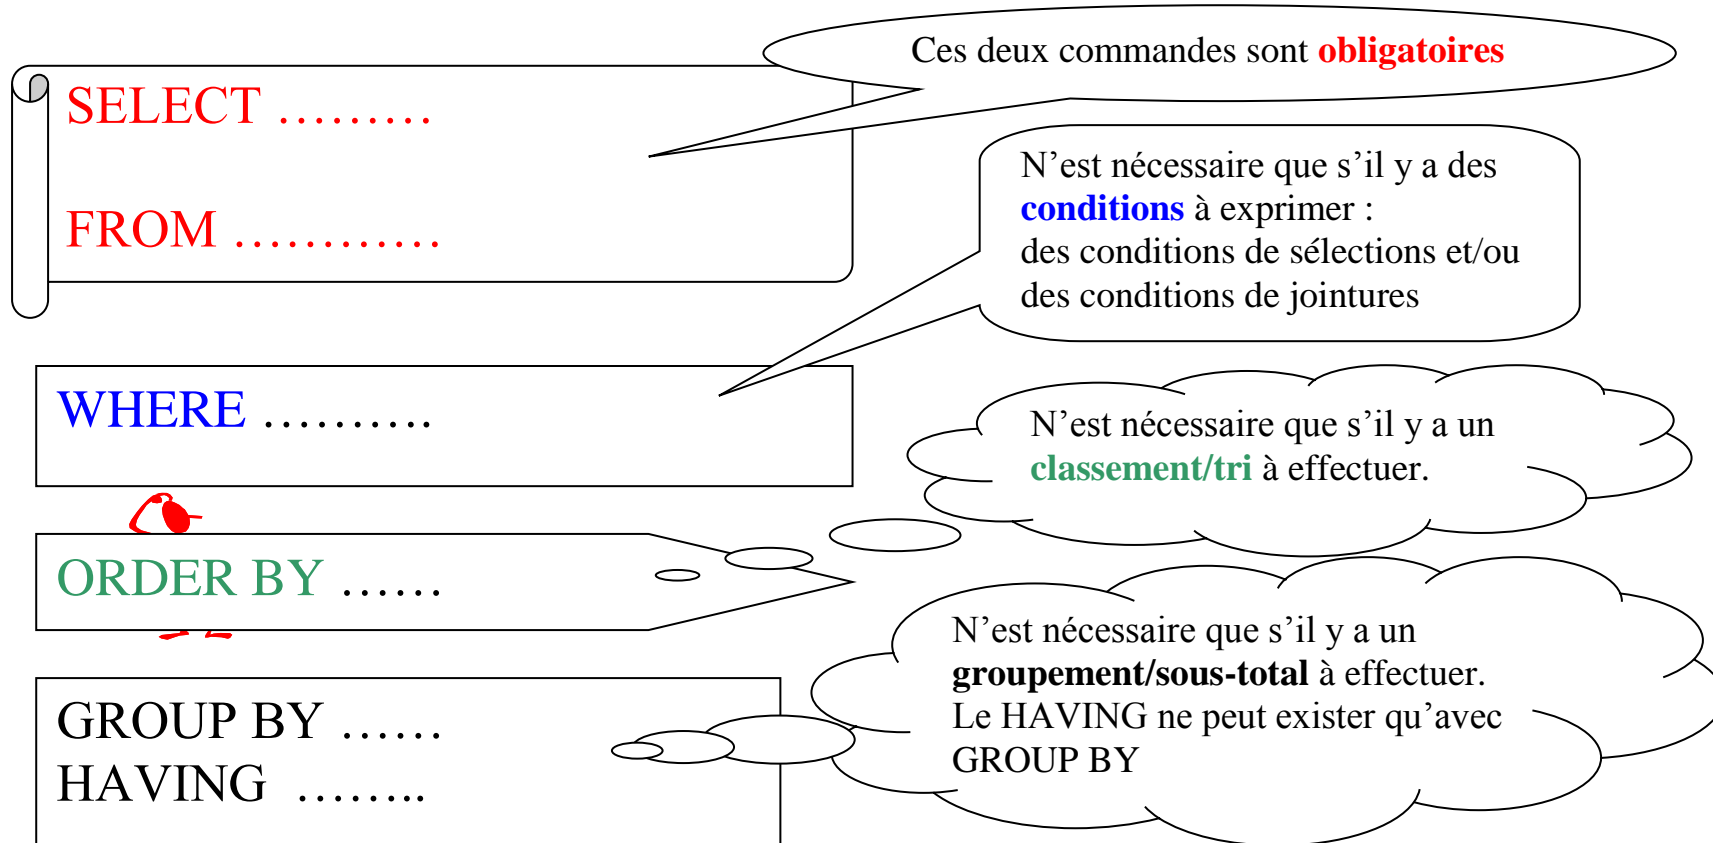 Ces deux commandes sont obligatoires
SELECT ………
FROM …………
N’est nécessaire que s’il y a des
conditions à exprimer :
des conditions de sélections et/ou
des conditions de jointures
WHERE ……….
N’est nécessaire que s’il y a un
classement/tri à effectuer.
ORDER BY ……
N’est nécessaire que s’il y a un
groupement/sous-total à effectuer.
Le HAVING ne peut exister qu’avec
GROUP BY
GROUP BY ……
HAVING ……..